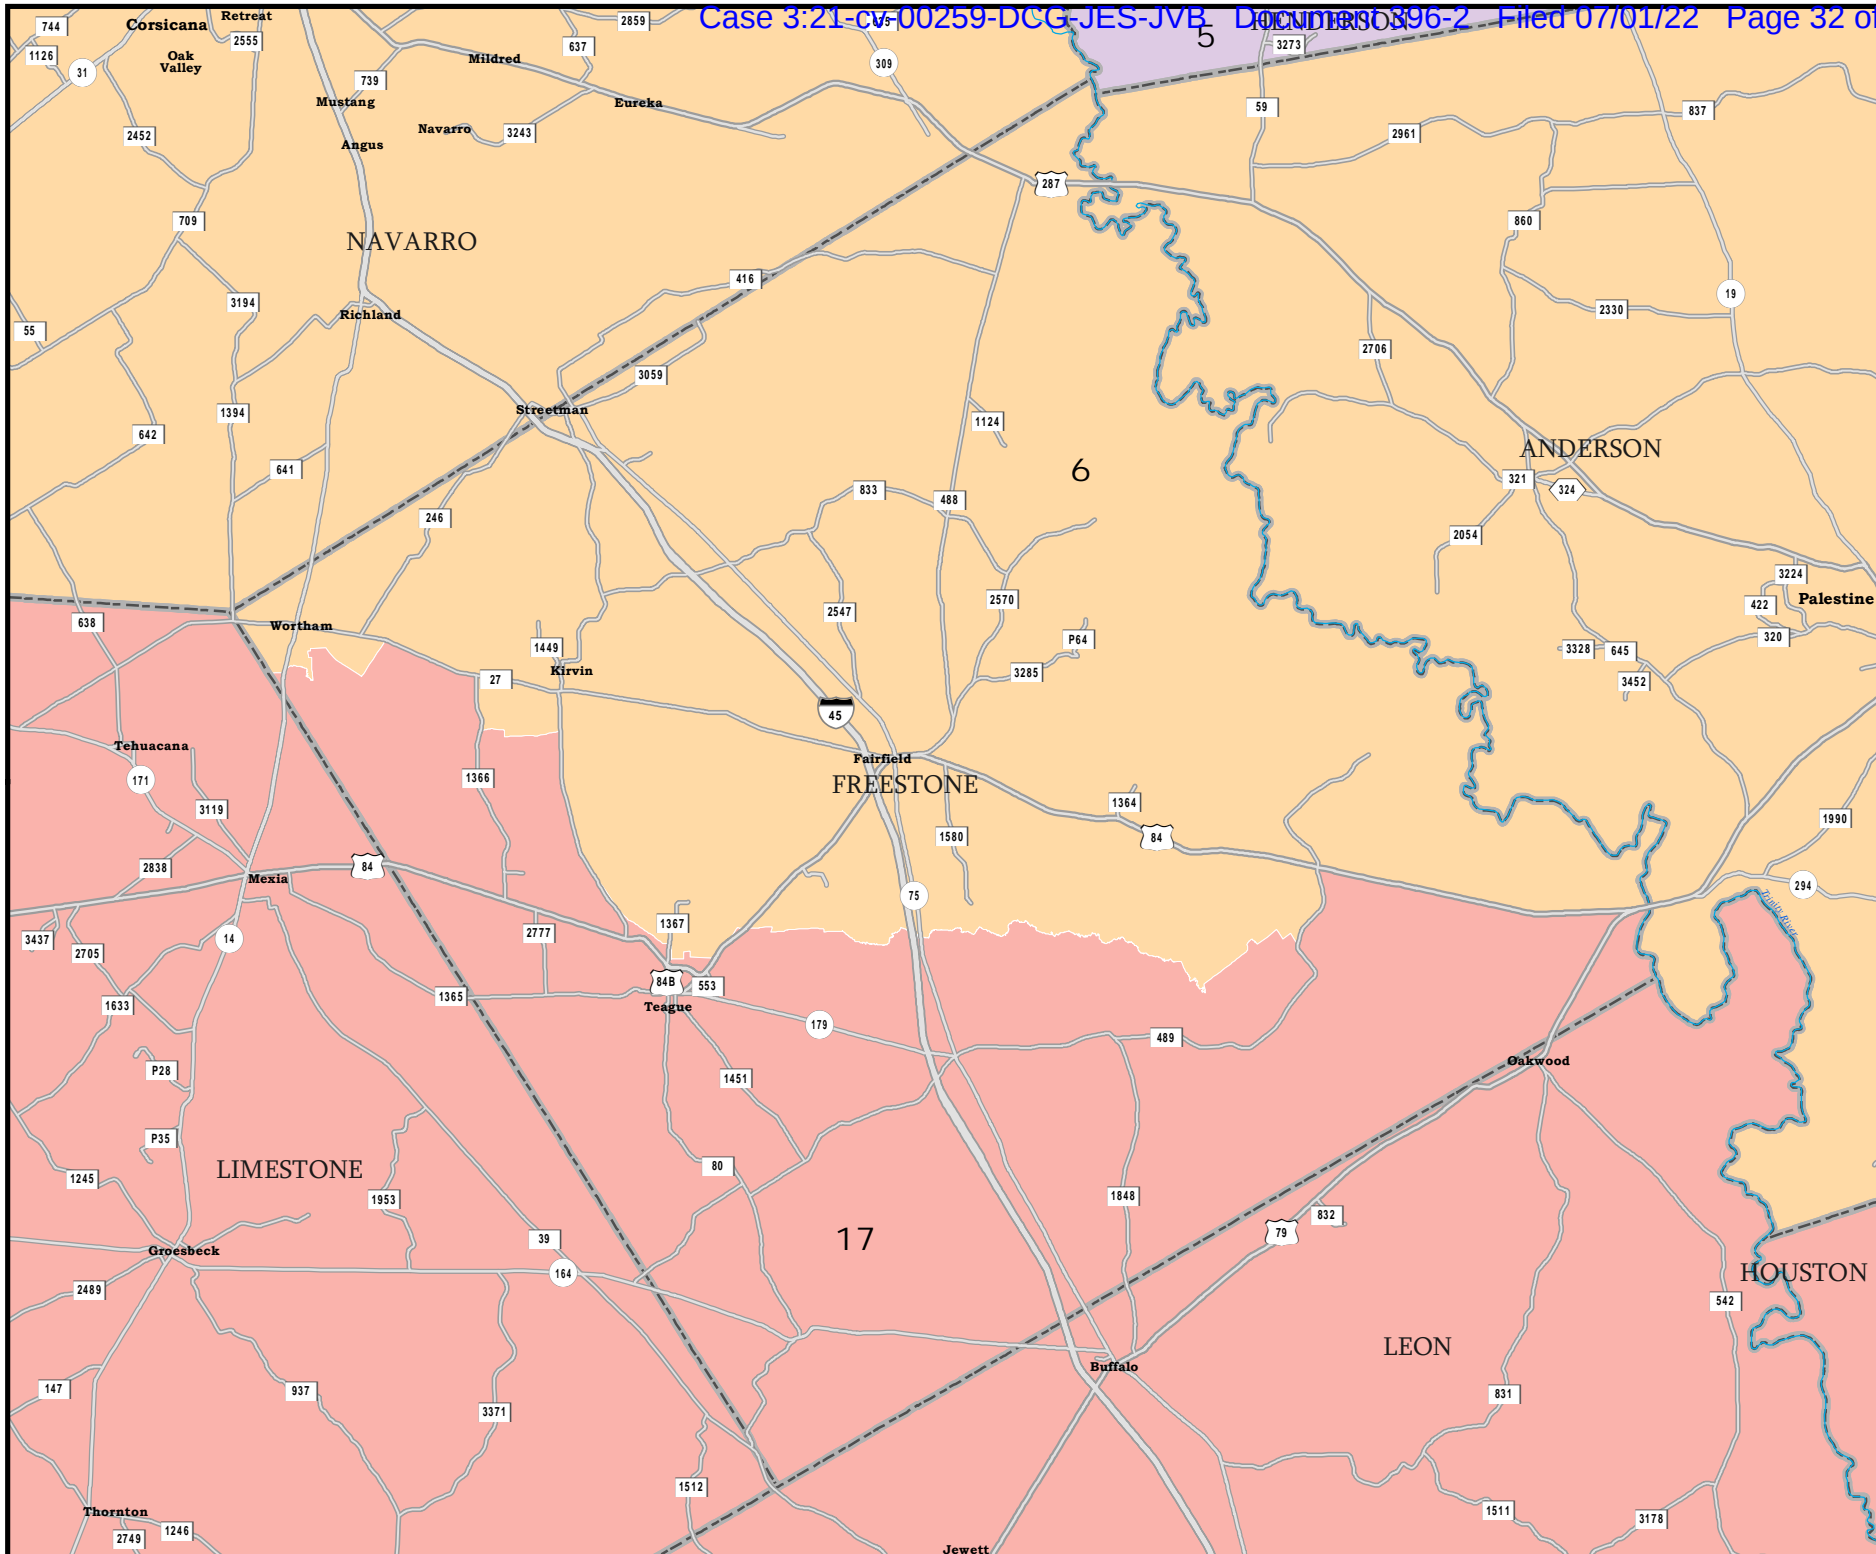 Case 3:21-cv-00259-DCG-JES-JVB Document 396-2 Filed 07/01/22 Page 32 of
744
Corsicana
Retreat
2859
635
5
HENDERSON
1126
Oak
Valley
2555
637
3273
31
739
Mildred
309
Mustang
Eureka
59
837
2452
Navarro
3243
2961
Angus
287
709
860
NAVARRO
416
19
3194
2330
Richland
55
2706
3059
Streetman
1394
1124
642
ANDERSON
641
6
321
324
833
488
246
2054
3224
2570
422
Palestine
638
2547
Wortham
P64
320
1449
3328
645
Kirvin
3285
27
3452
45
Tehuacana
Fairfield
171
1366
FREESTONE
3119
1364
1990
1580
84
2838
84
Mexia
294
75
Trinity River
3437
14
2777
1367
2705
84B
553
1365
Teague
1633
179
489
Oakwood
P28
1451
P35
LIMESTONE
80
1245
1953
1848
832
17
79
39
Groesbeck
164
HOUSTON
2489
542
LEON
Buffalo
147
937
831
3371
1512
Thornton
1511
3178
1246
2749
Jewett